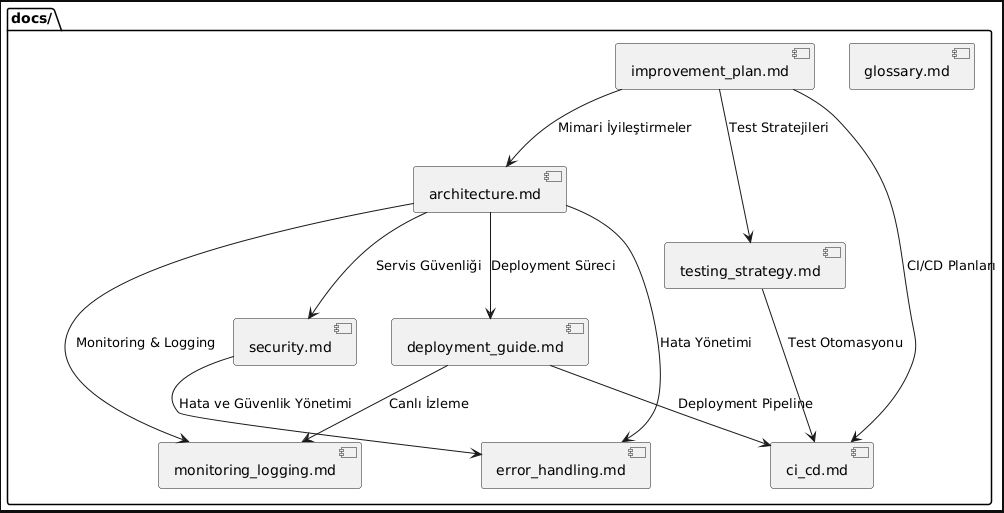 docs/
improvement_plan.md
glossary.md
Mimari İyileştirmeler
Test Stratejileri
architecture.md
testing_strategy.md
Servis Güvenliği
Deployment Süreci
CI/CD Planları
security.md
deployment_guide.md
Monitoring & Logging
Hata Yönetimi
Test Otomasyonu
Hata ve Güvenlik Yönetimi
Canlı İzleme
Deployment Pipeline
monitoring_logging.md
error_handling.md
ci_cd.md